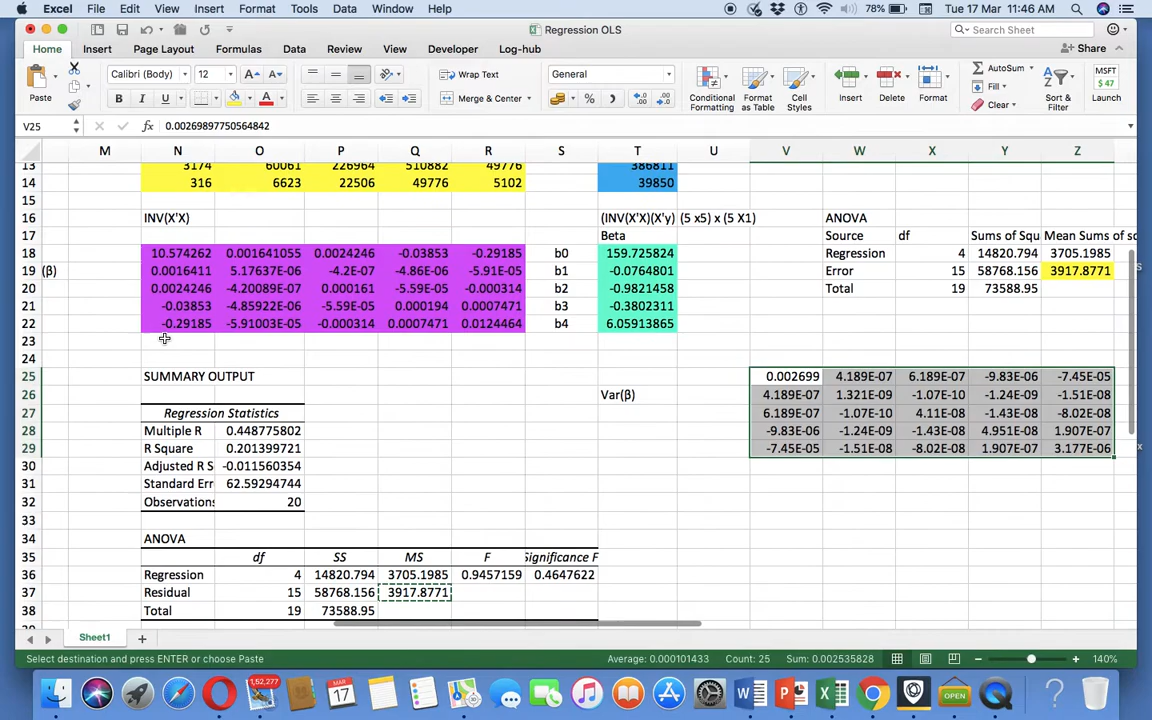 Excel File Edit View Insert Format Tools Data Window Help 78% Tue 17 Mar 11:46 AM
Regression OLS Search Sheet
Home Insert Page Layout Formulas Data Review View Developer Log-hub Share
Paste Calibri (Body) 12 A A Wrap Text General Conditional Formatting Format as Table Cell Styles Insert Delete Format AutoSum Fill Clear Sort & Filter MSFT $ 47 Launch
B I U A Merge & Center % )
V25 fx 0.00269897750564842
M N O P Q R S T U V W X Y Z
13 3174 60061 226964 510882 49776 386811
14 316 6623 22506 49776 5102 39850
15
16 INV(X'X) (INV(X'X)(X'y) (5 x5) x (5 X1) ANOVA
17 Beta Source df Sums of Squ Mean Sums of sq
18 10.574262 0.001641055 0.0024246 -0.03853 -0.29185 b0 159.725824 Regression 4 14820.794 3705.1985
19 (β) 0.0016411 5.17637E-06 -4.2E-07 -4.86E-06 -5.91E-05 b1 -0.0764801 Error 15 58768.156 3917.8771
20 0.0024246 -4.20089E-07 0.000161 -5.59E-05 -0.000314 b2 -0.9821458 Total 19 73588.95
21 -0.03853 -4.85922E-06 -5.59E-05 0.000194 0.0007471 b3 -0.3802311
22 -0.29185 -5.91003E-05 -0.000314 0.0007471 0.0124464 b4 6.05913865
23
24
25 SUMMARY OUTPUT 0.002699 4.189E-07 6.189E-07 -9.83E-06 -7.45E-05
26 Var(β) 4.189E-07 1.321E-09 -1.07E-10 -1.24E-09 -1.51E-08
27 Regression Statistics 6.189E-07 -1.07E-10 4.11E-08 -1.43E-08 -8.02E-08
28 Multiple R 0.448775802 -9.83E-06 -1.24E-09 -1.43E-08 4.951E-08 1.907E-07
29 R Square 0.201399721 -7.45E-05 -1.51E-08 -8.02E-08 1.907E-07 3.177E-06
30 Adjusted R S -0.011560354
31 Standard Err 62.59294744
32 Observations 20
33
34 ANOVA
35 df SS MS F Significance F
36 Regression 4 14820.794 3705.1985 0.9457159 0.4647622
37 Residual 15 58768.156 3917.8771
38 Total 19 73588.95
Sheet1
Select destination and press ENTER or choose Paste Average: 0.000101433 Count: 25 Sum: 0.002535828 140%
1,52,277 MAR 17 OPEN